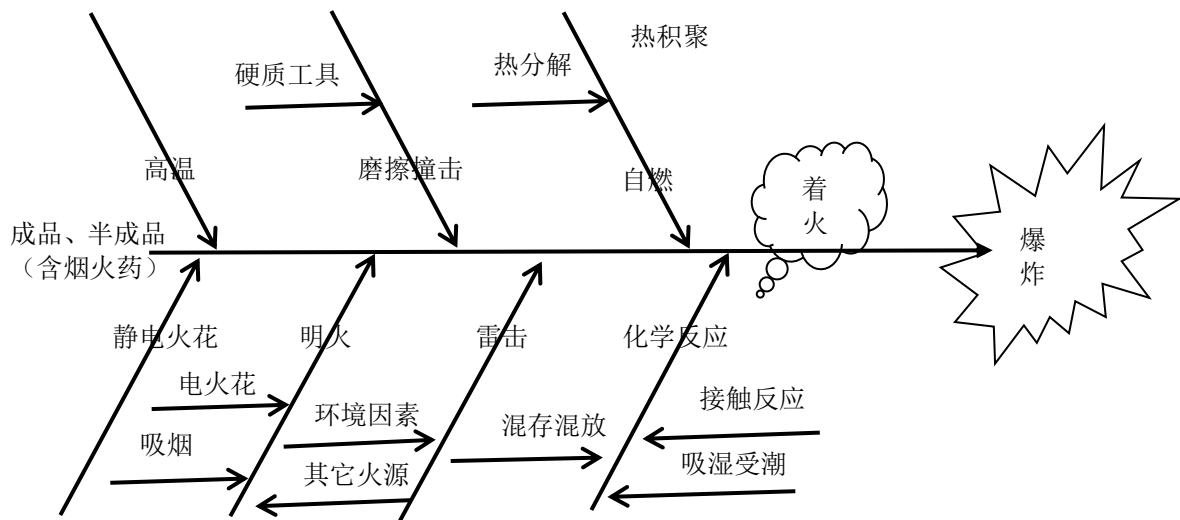 热积聚
热分解
硬质工具
高温
磨擦撞击
自燃
着
火
成品、半成品
（含烟火药）
爆
炸
静电火花
明火
雷击
化学反应
电火花
环境因素
接触反应
混存混放
吸烟
吸湿受潮
其它火源